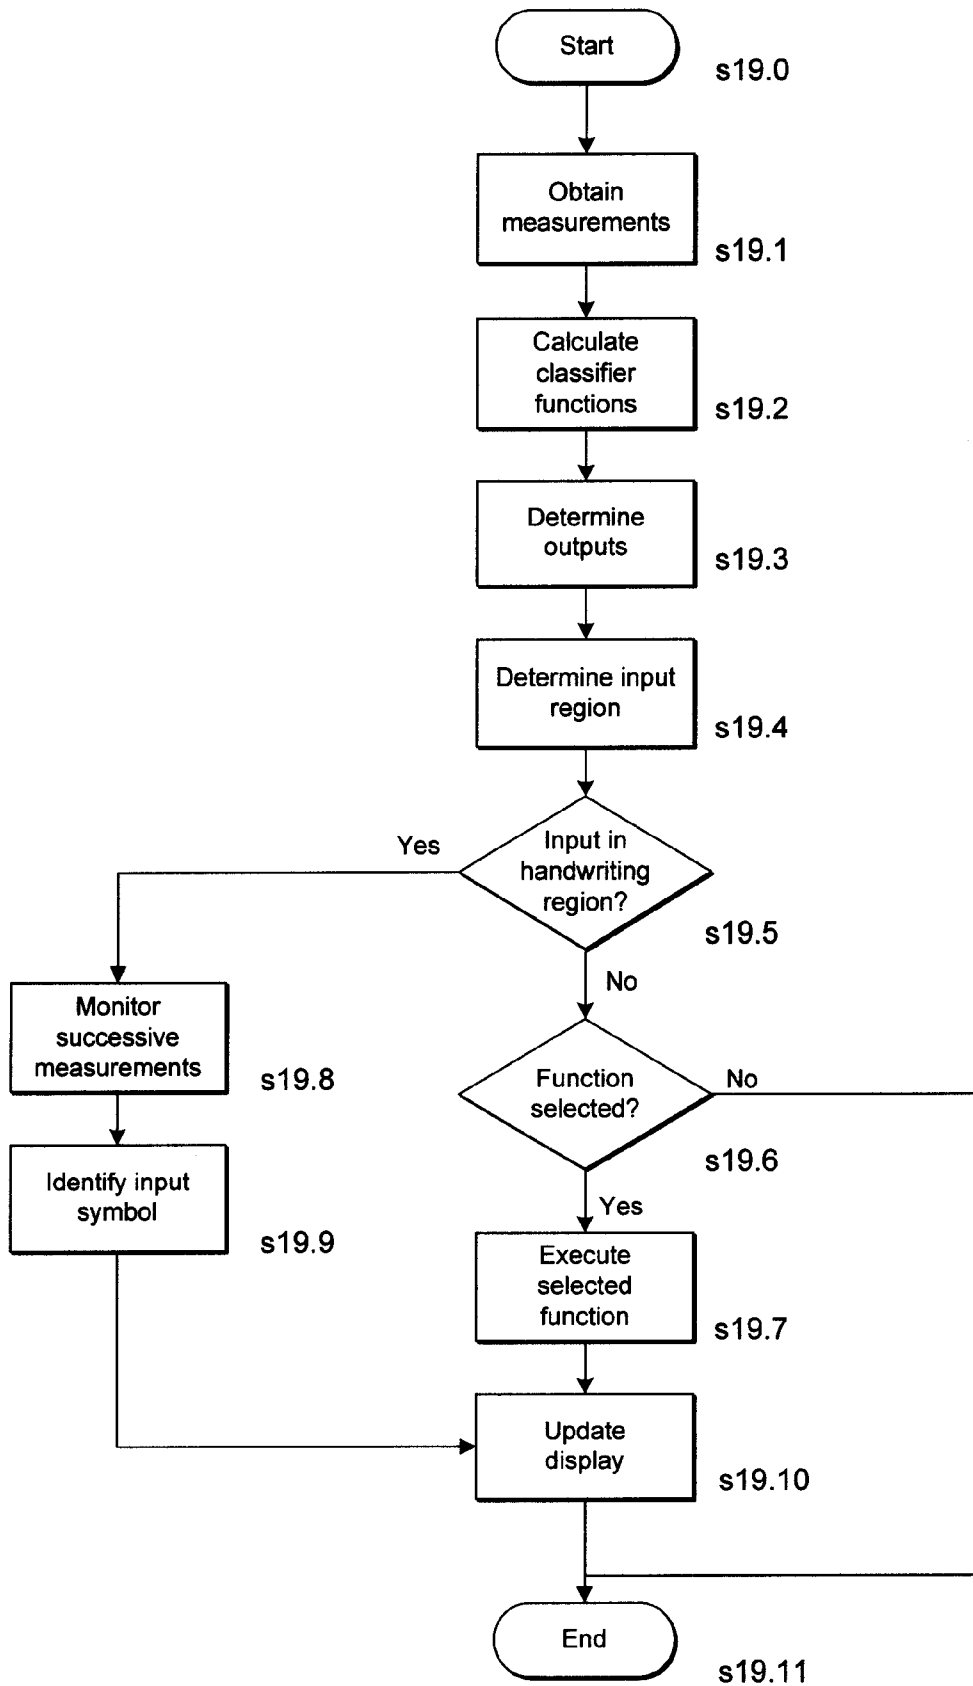 Start
s19.0
Obtain
measurements
s19.1
Calculate
classifier
functions
s19.2
Determine
outputs
s19.3
Determine input
region
s19.4
Input in
handwriting
region?
Yes
s19.5
No
Monitor
successive
measurements
s19.8
Function
selected?
No
s19.6
Yes
Identify input
symbol
s19.9
Execute
selected
function
s19.7
Update
display
s19.10
End
s19.11